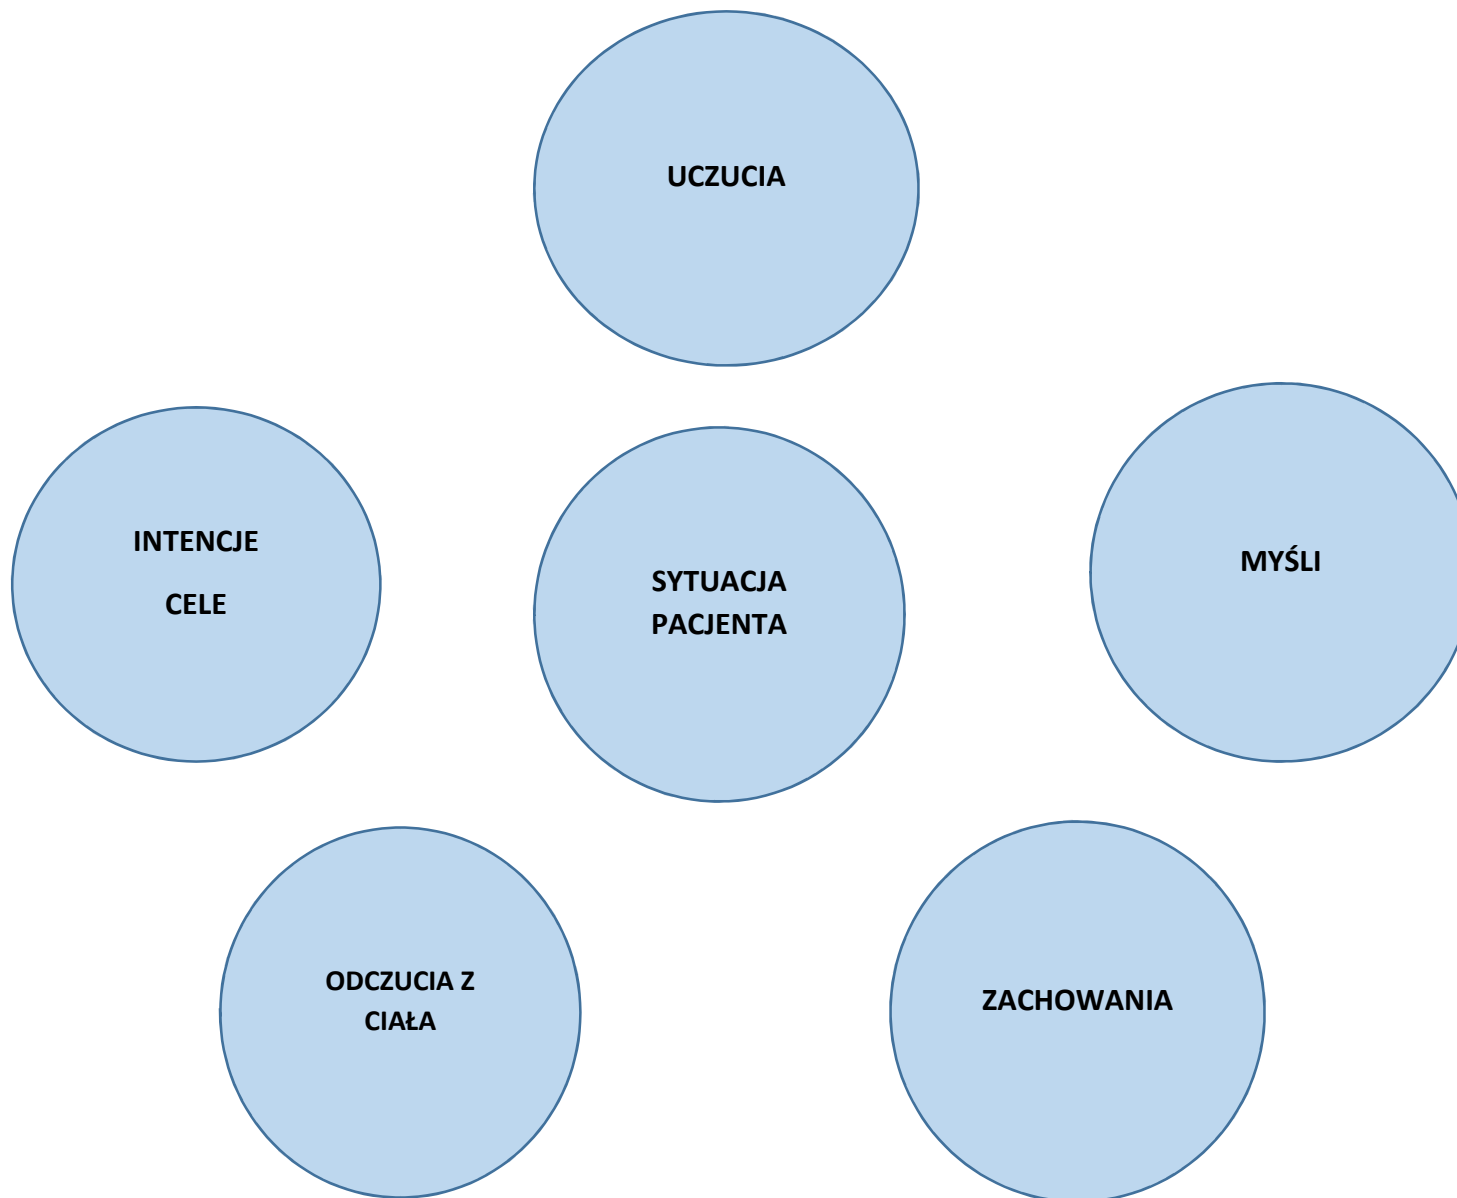 UCZUCIA
INTENCJE
CELE
SYTUACJA
PACJENTA
MYŚLI
ODCZUCIA Z
CIAŁA
ZACHOWANIA